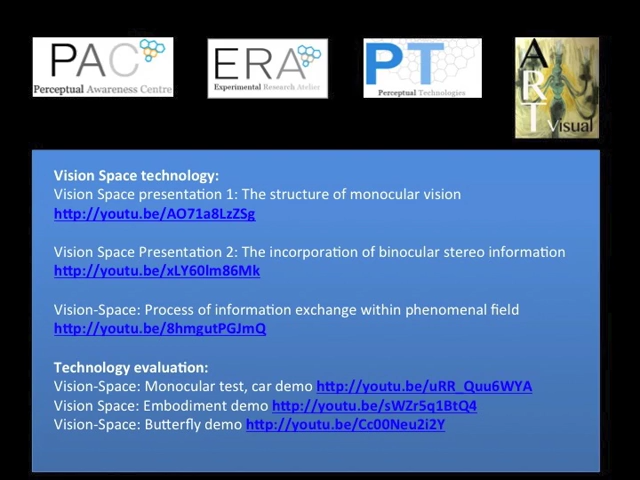 PAC
Perceptual Awareness Centre
ERA
Experimental Research Atelier
PT
Perceptual Technologies
ART
Visual
Vision Space technology:
Vision Space presentation 1: The structure of monocular vision
http://youtu.be/AO71a8LzZSg
Vision Space Presentation 2: The incorporation of binocular stereo information
http://youtu.be/xLY60lm86Mk
Vision-Space: Process of information exchange within phenomenal field
http://youtu.be/8hmgutPGJmQ
Technology evaluation:
Vision-Space: Monocular test, car demo http://youtu.be/uRR_Quu6WYA
Vision Space: Embodiment demo http://youtu.be/sWZr5q1BtQ4
Vision-Space: Butterfly demo http://youtu.be/Cc00Neu2i2Y